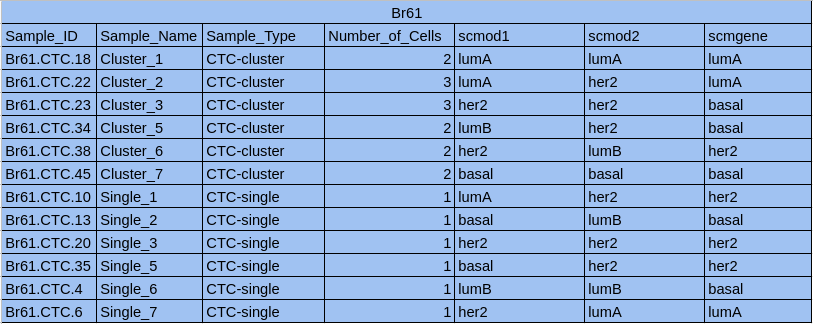 Br61
Sample_ID Sample_Name Sample_Type Number_of_Cells scmod1 scmod2 scmgene
Br61.CTC.18 Cluster_1 CTC-cluster 2 lumA lumA lumA
Br61.CTC.22 Cluster_2 CTC-cluster 3 lumA her2 lumA
Br61.CTC.23 Cluster_3 CTC-cluster 3 her2 her2 basal
Br61.CTC.34 Cluster_5 CTC-cluster 2 lumB her2 basal
Br61.CTC.38 Cluster_6 CTC-cluster 2 her2 lumB her2
Br61.CTC.45 Cluster_7 CTC-cluster 2 basal basal basal
Br61.CTC.10 Single_1 CTC-single 1 lumA her2 her2
Br61.CTC.13 Single_2 CTC-single 1 basal lumB her2
Br61.CTC.20 Single_3 CTC-single 1 her2 her2 her2
Br61.CTC.35 Single_5 CTC-single 1 basal her2 her2
Br61.CTC.4 Single_6 CTC-single 1 lumB lumB basal
Br61.CTC.6 Single_7 CTC-single 1 her2 lumA lumA